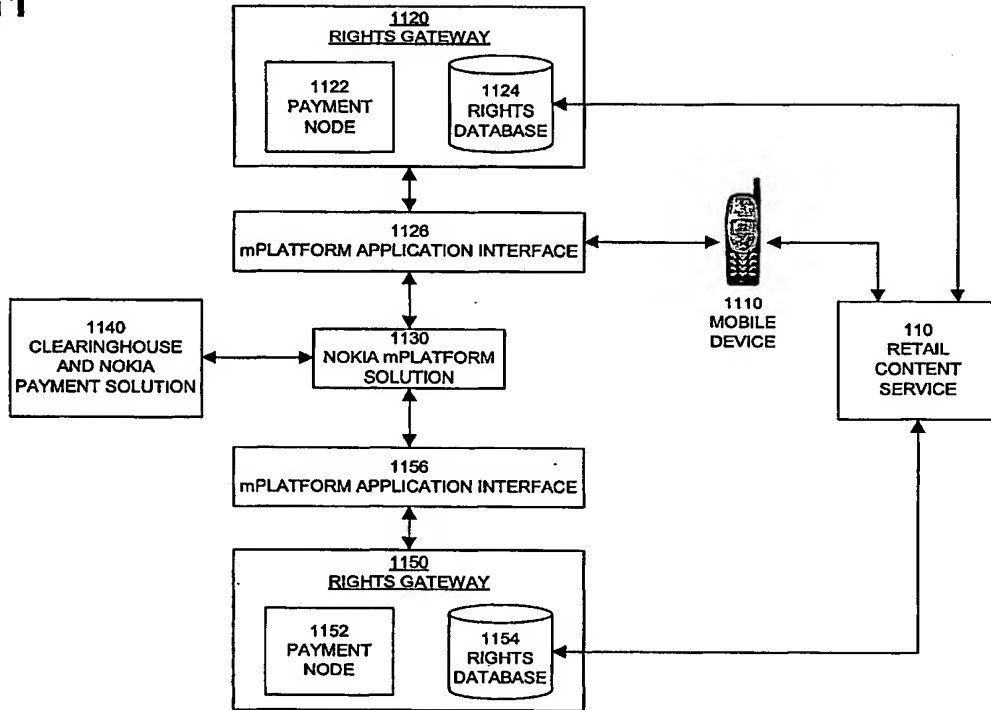 1120
RIGHTS GATEWAY
1122
PAYMENT
NODE
1124
RIGHTS
DATABASE
1126
mPLATFORM APPLICATION INTERFACE
1110
MOBILE
DEVICE
110
RETAIL
CONTENT
SERVICE
1140
CLEARINGHOUSE
AND NOKIA
PAYMENT SOLUTION
1130
NOKIA mPLATFORM
SOLUTION
1156
mPLATFORM APPLICATION INTERFACE
1150
RIGHTS GATEWAY
1152
PAYMENT
NODE
1154
RIGHTS
DATABASE